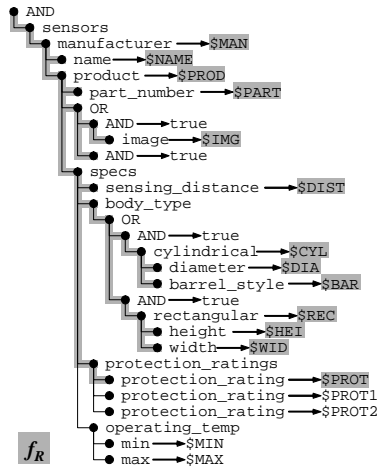 AND
sensors
manufacturer $MAN
name $NAME
product $PROD
part_number $PART
OR
AND true
image $IMG
AND true
specs
sensing_distance $DIST
body_type
OR
AND true
cylindrical $CYL
diameter $DIA
barrel_style $BAR
AND true
rectangular $REC
height $HEI
width $WID
protection_ratings
protection_rating $PROT
protection_rating $PROT1
protection_rating $PROT2
operating_temp
min $MIN
max $MAX
fR